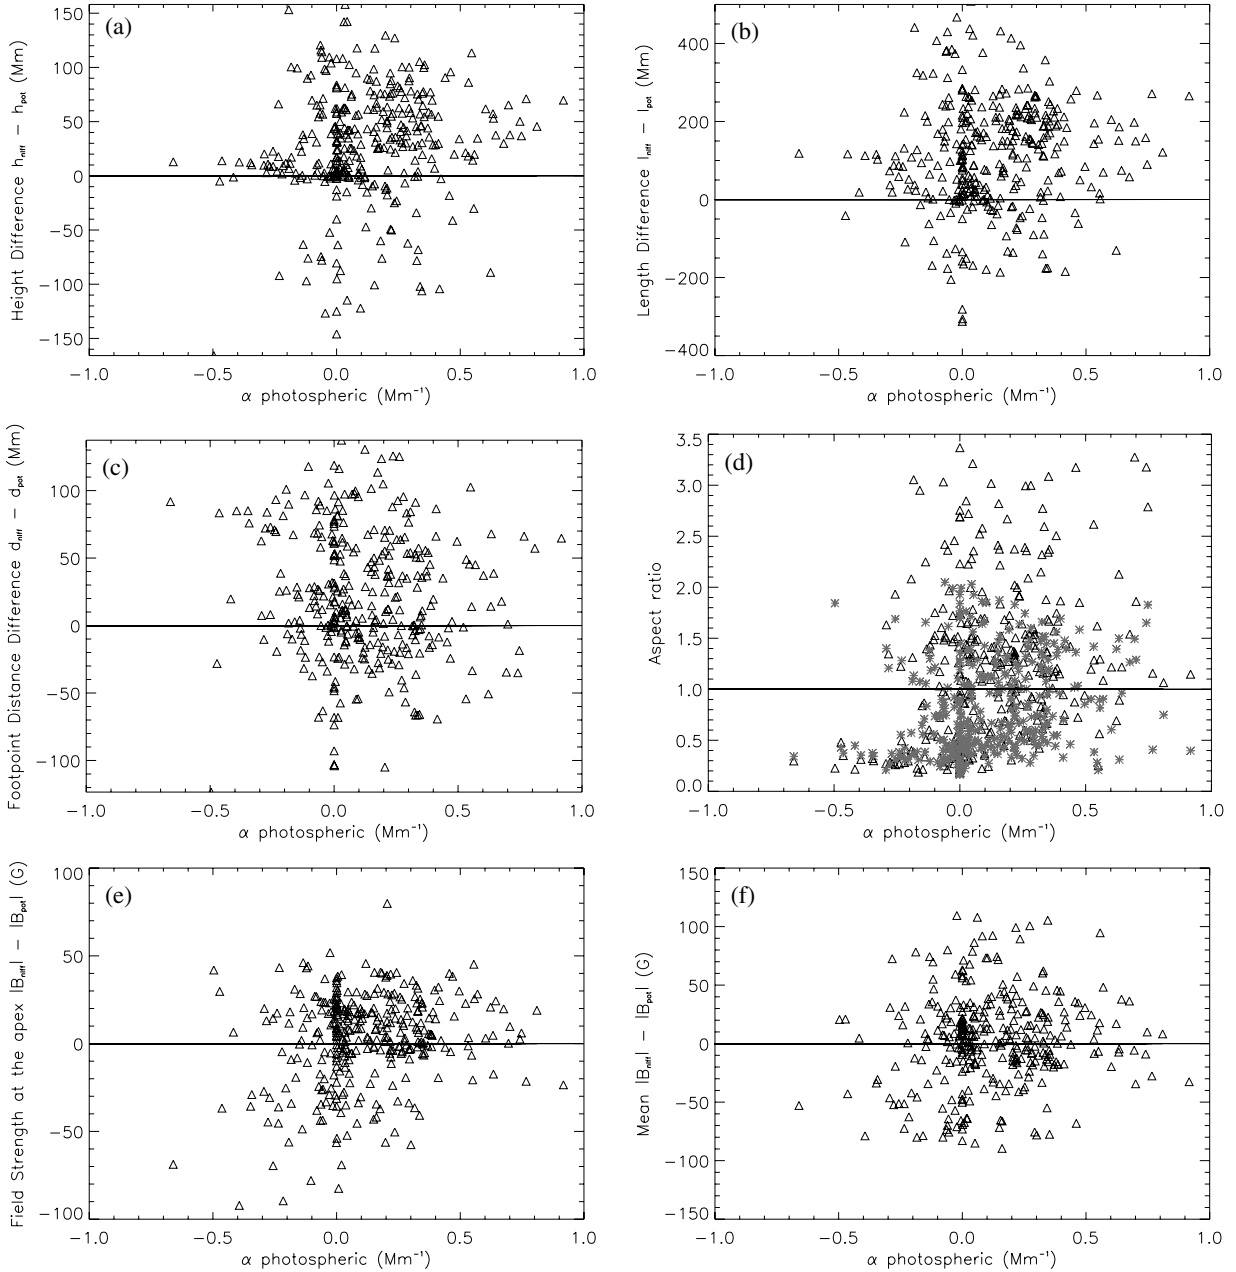 (a)
Height Difference h_nlff − h_pot (Mm)
150
100
50
0
−50
−100
−150
−1.0 −0.5 0.0 0.5 1.0
α photospheric (Mm⁻¹)
(b)
Length Difference l_nlff − l_pot (Mm)
400
200
0
−200
−400
−1.0 −0.5 0.0 0.5 1.0
α photospheric (Mm⁻¹)
(c)
Footpoint Distance Difference d_nlff − d_pot (Mm)
100
50
0
−50
−100
−1.0 −0.5 0.0 0.5 1.0
α photospheric (Mm⁻¹)
(d)
Aspect ratio
3.5
3.0
2.5
2.0
1.5
1.0
0.5
0.0
−1.0 −0.5 0.0 0.5 1.0
α photospheric (Mm⁻¹)
(e)
Field Strength at the apex |B_nlff| − |B_pot| (G)
100
50
0
−50
−100
−1.0 −0.5 0.0 0.5 1.0
α photospheric (Mm⁻¹)
(f)
Mean |B_nlff| − |B_pot| (G)
150
100
50
0
−50
−100
−150
−1.0 −0.5 0.0 0.5 1.0
α photospheric (Mm⁻¹)